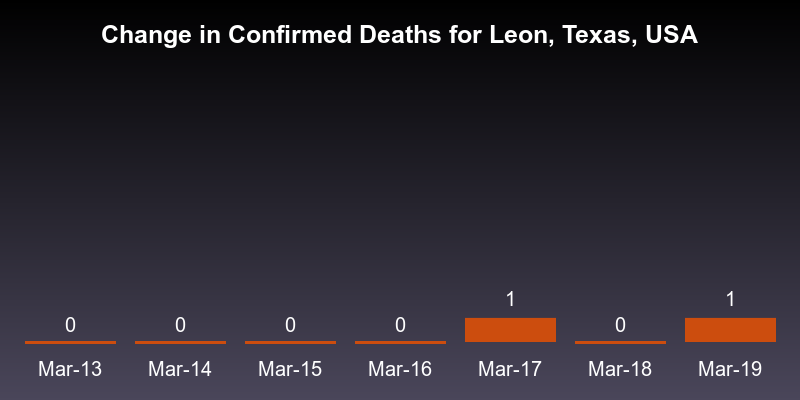 Change in Confirmed Deaths for Leon, Texas, USA
0 0 0 0 1 0 1
Mar-13 Mar-14 Mar-15 Mar-16 Mar-17 Mar-18 Mar-19